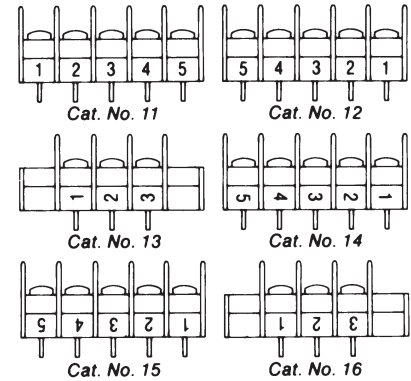 1 2 3 4 5
Cat. No. 11
5 4 3 2 1
Cat. No. 12
1 2 3
Cat. No. 13
5 4 3 2 1
Cat. No. 14
5 4 3 2 1
Cat. No. 15
1 2 3
Cat. No. 16